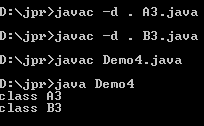 D:\jpr>javac -d . A3.java
D:\jpr>javac -d . B3.java
D:\jpr>javac Demo4.java
D:\jpr>java Demo4
class A3
class B3